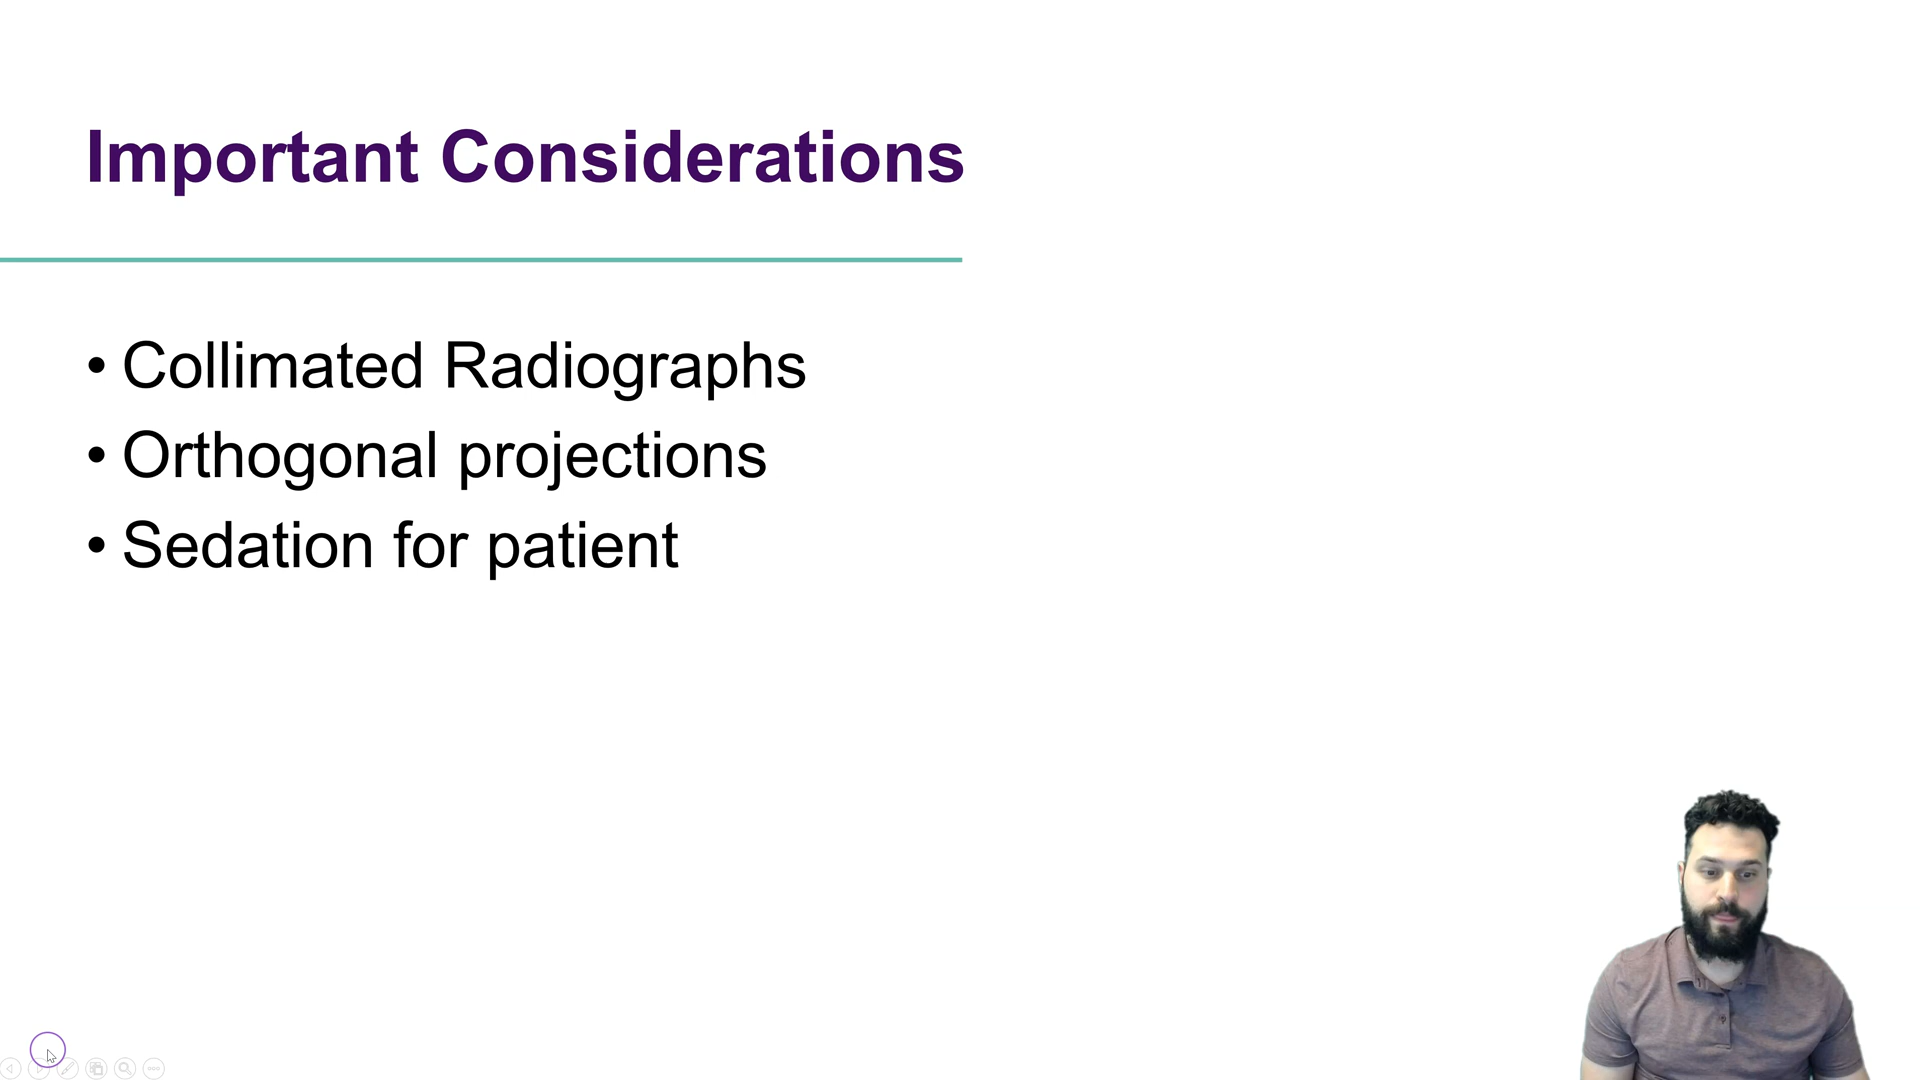 Important Considerations
• Collimated Radiographs
• Orthogonal projections
• Sedation for patient